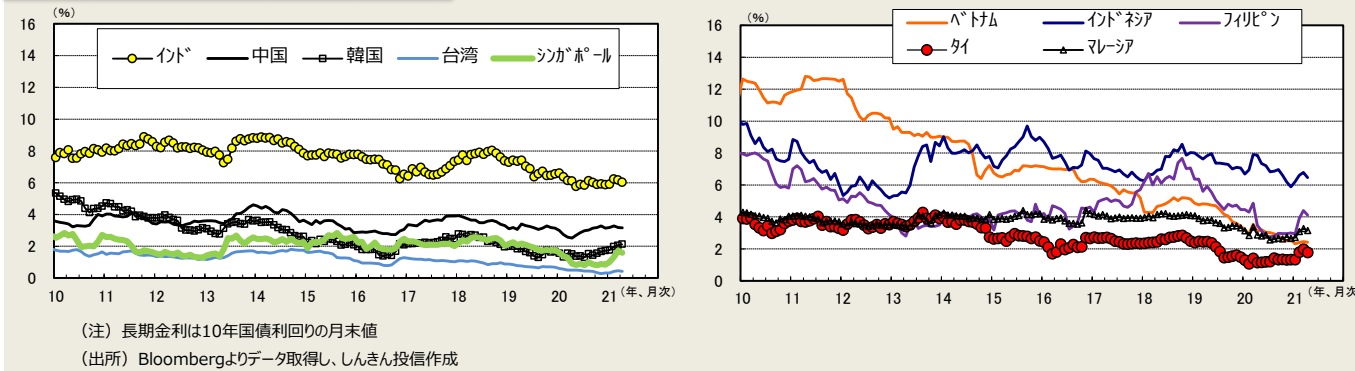 (%)
16
14
12
10
8
6
4
2
0
インド 中国 韓国 台湾 シンガポール
10 11 12 13 14 15 16 17 18 19 20 21
(年、月次)
(%)
16
14
12
10
8
6
4
2
0
ベトナム インドネシア フィリピン
タイ マレーシア
10 11 12 13 14 15 16 17 18 19 20 21
(年、月次)
(注)長期金利は10年国債利回りの月末値
(出所)Bloombergよりデータ取得し、しんきん投信作成